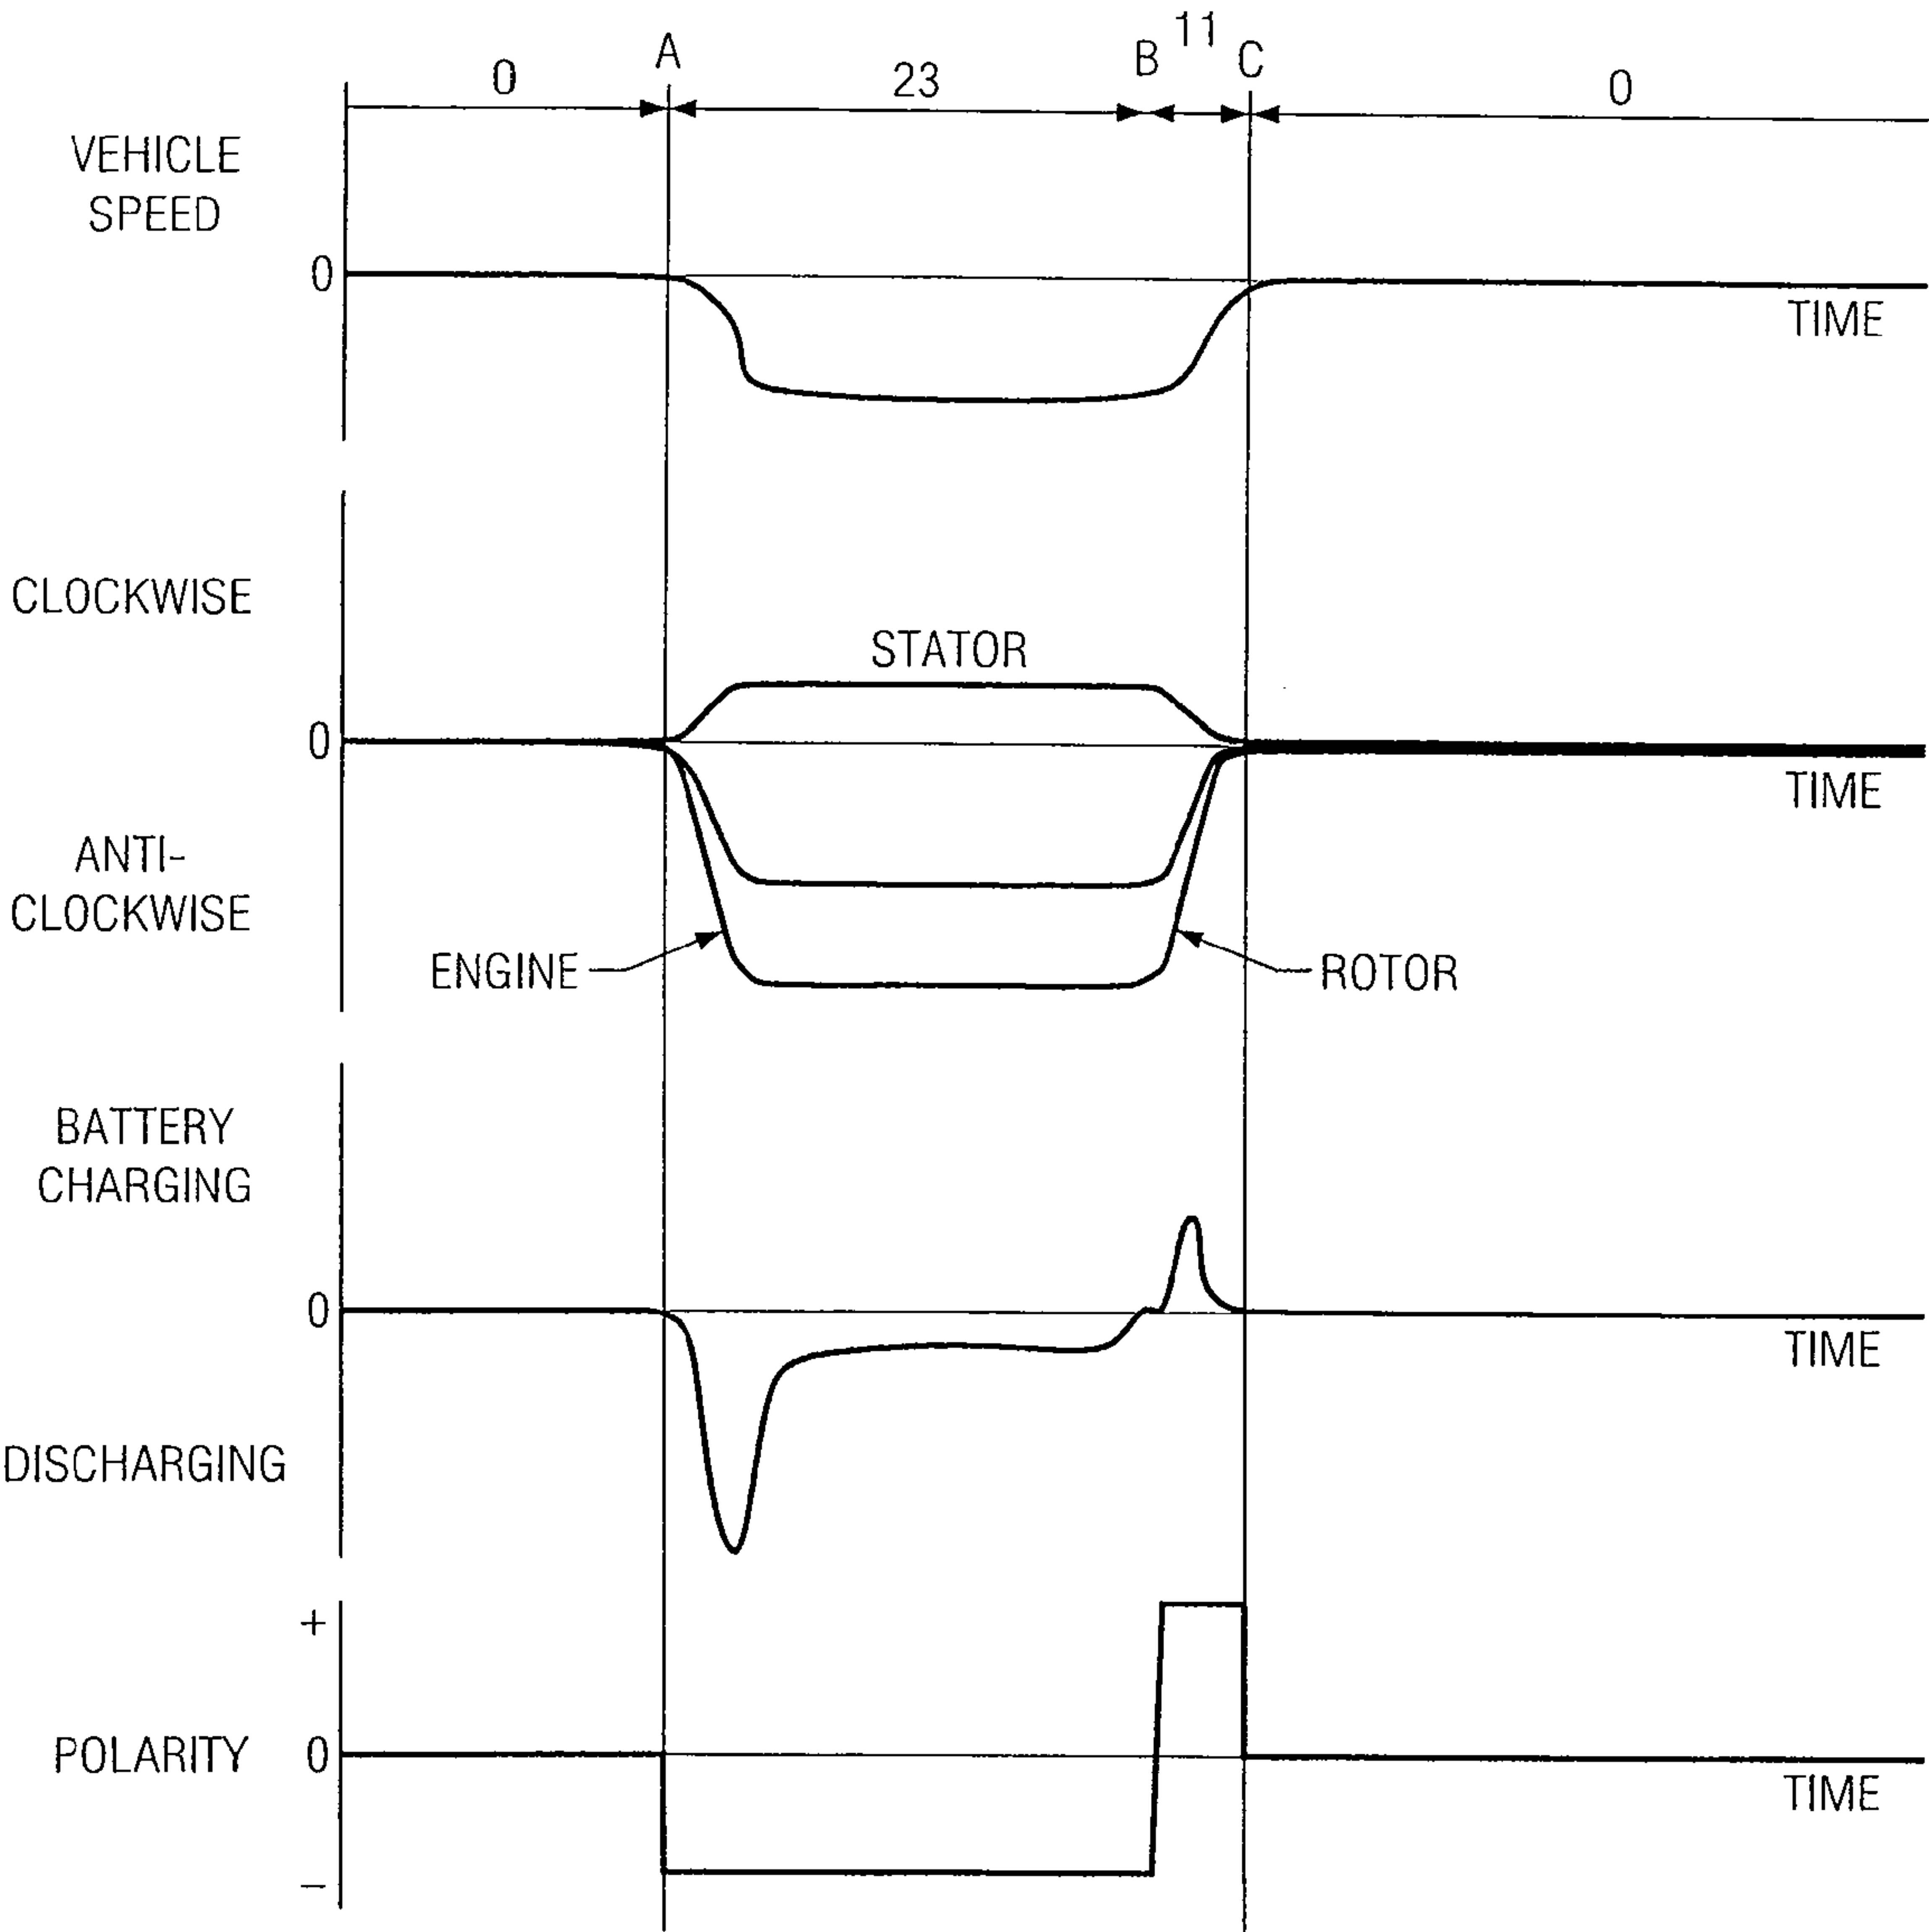 0
A
23
B
11
C
0
VEHICLE
SPEED
0
TIME
CLOCKWISE
STATOR
0
TIME
ANTI-
CLOCKWISE
ENGINE
ROTOR
BATTERY
CHARGING
0
TIME
DISCHARGING
+
POLARITY
0
TIME
−